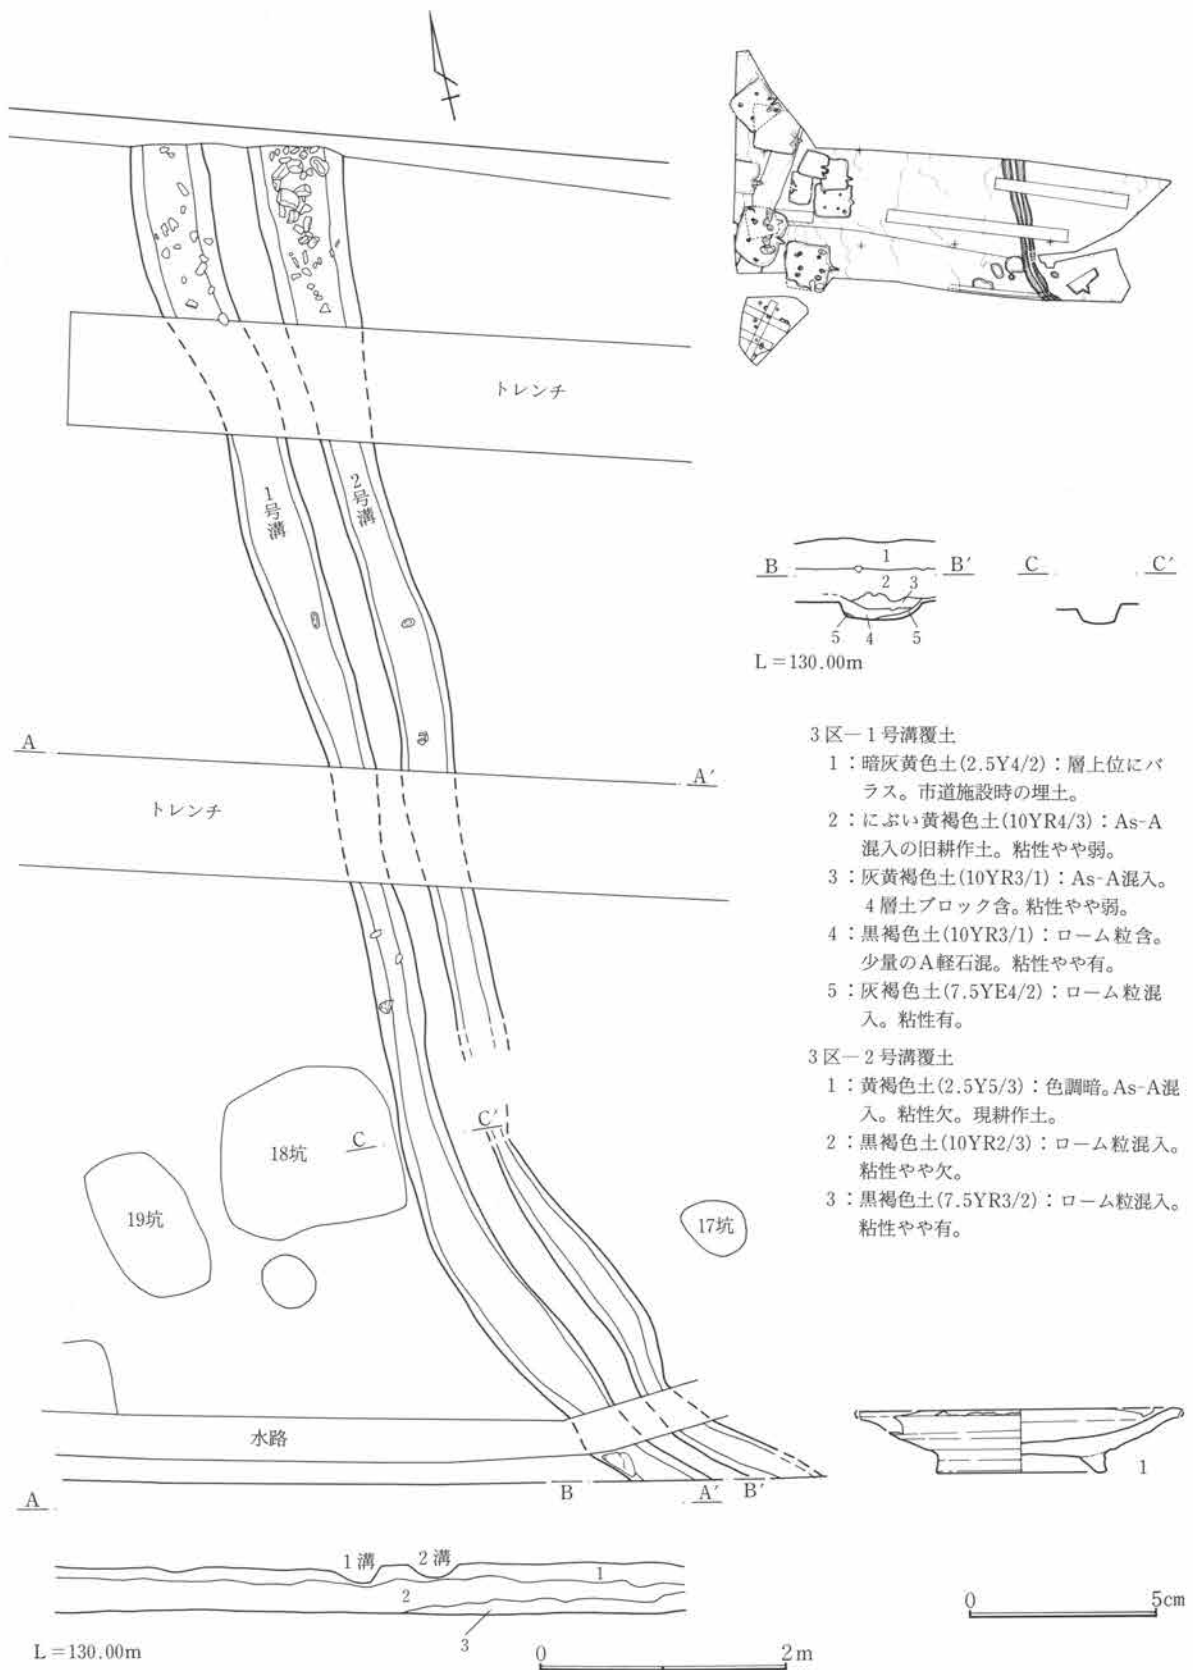 トレンチ
1号溝
2号溝
A
A′
トレンチ
18坑
C
C′
19坑
17坑
水路
B
A′
B′
A
1溝
2溝
1
2
3
L=130.00m
0
2m
B
1
2
3
B′
5
4
5
L=130.00m
C
C′
3区―1号溝覆土
1:暗灰黄色土(2.5Y4/2):層上位にバ
ラス。市道施設時の埋土。
2:にぶい黄褐色土(10YR4/3):As-A
混入の旧耕作土。粘性やや弱。
3:灰黄褐色土(10YR3/1):As-A混入。
4層土ブロック含。粘性やや弱。
4:黒褐色土(10YR3/1):ローム粒含。
少量のA軽石混。粘性やや有。
5:灰褐色土(7.5YE4/2):ローム粒混
入。粘性有。
3区―2号溝覆土
1:黄褐色土(2.5Y5/3):色調暗。As-A混
入。粘性欠。現耕作土。
2:黒褐色土(10YR2/3):ローム粒混入。
粘性やや欠。
3:黒褐色土(7.5YR3/2):ローム粒混入。
粘性やや有。
1
0
5cm